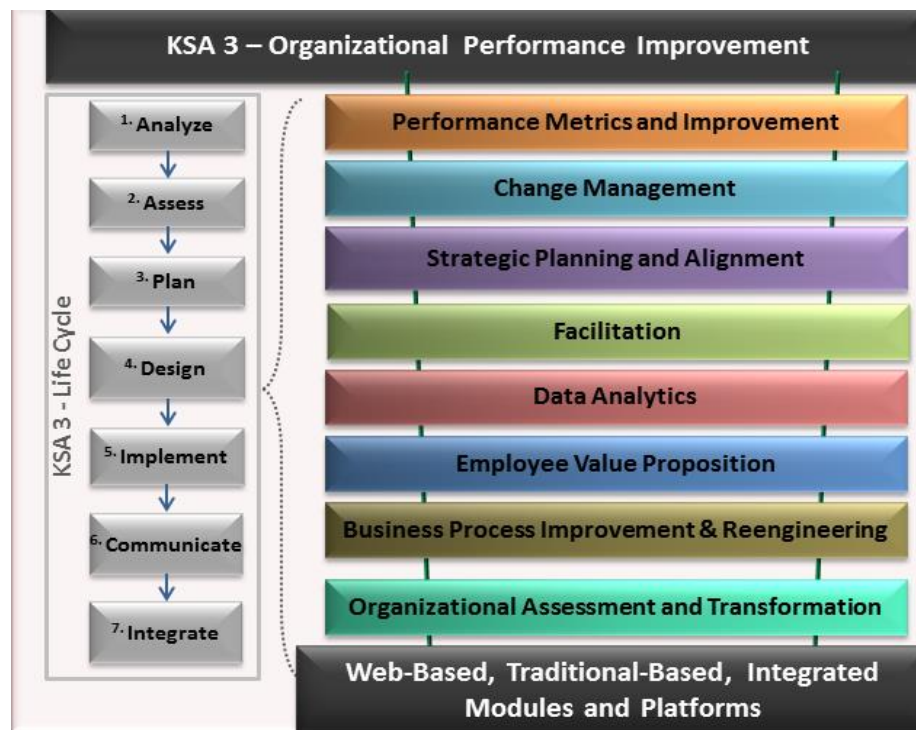 KSA 3 – Organizational Performance Improvement
KSA 3 - Life Cycle
1. Analyze
2. Assess
3. Plan
4. Design
5. Implement
6. Communicate
7. Integrate
Performance Metrics and Improvement
Change Management
Strategic Planning and Alignment
Facilitation
Data Analytics
Employee Value Proposition
Business Process Improvement & Reengineering
Organizational Assessment and Transformation
Web-Based, Traditional-Based, Integrated
Modules and Platforms